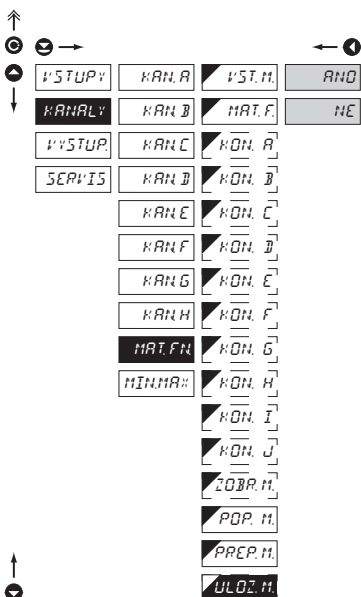 VSTUPY KAN. A VST. M. ANO
KANALY KAN. B MAT. F. NE
VYSTUP. KAN. C KON. A
SERVIS KAN. D KON. B
KAN. E KON. C
KAN. F KON. D
KAN. G KON. E
KAN. H KON. F
MAT. FN. KON. G
MIN.MAX KON. H
KON. I
KON. J
ZOBR. M.
POP. M.
PREP. M.
ULOZ. M.